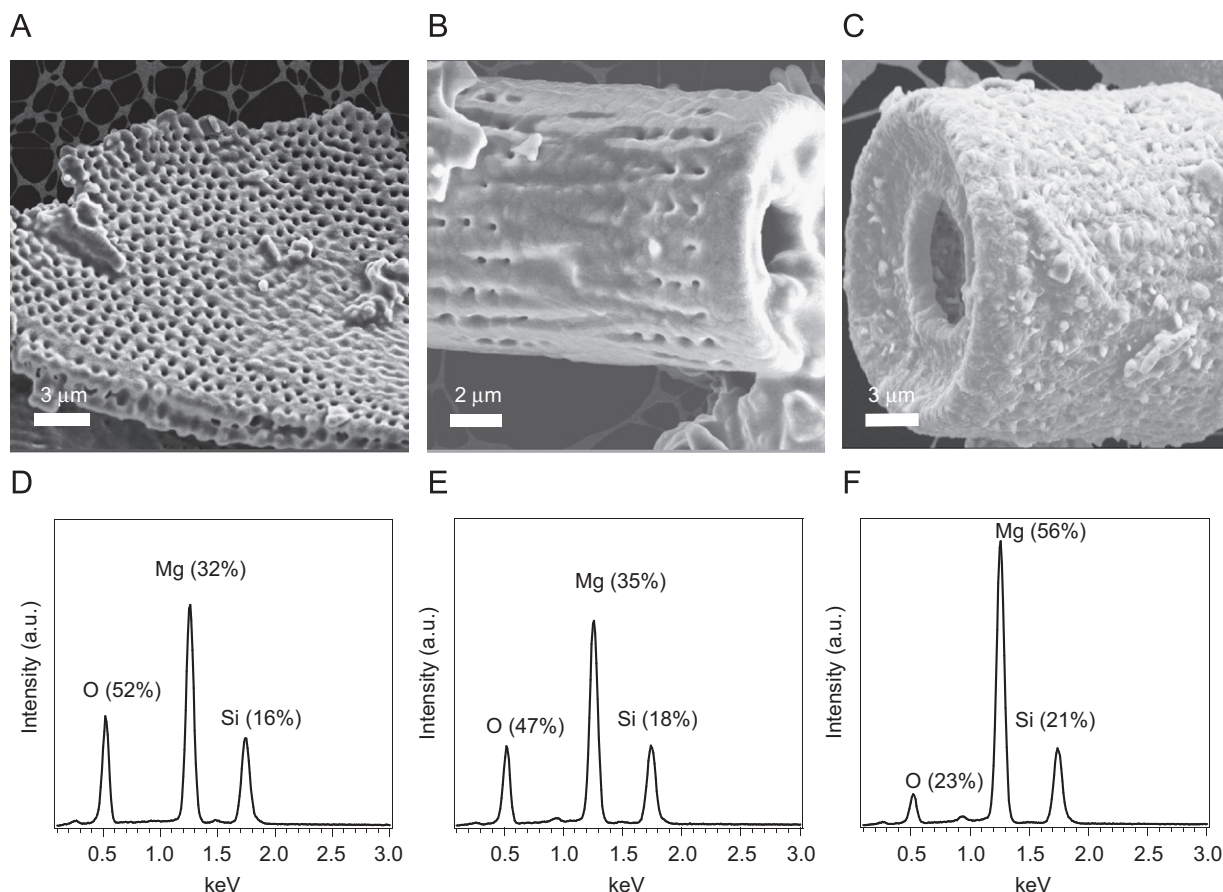 A
B
C
3 μm
2 μm
3 μm
D
E
F
Intensity (a.u.)
Mg (32%)
O (52%)
Si (16%)
0.5 1.0 1.5 2.0 2.5 3.0
keV
Intensity (a.u.)
Mg (35%)
O (47%)
Si (18%)
0.5 1.0 1.5 2.0 2.5 3.0
keV
Intensity (a.u.)
Mg (56%)
Si (21%)
O (23%)
0.5 1.0 1.5 2.0 2.5 3.0
keV